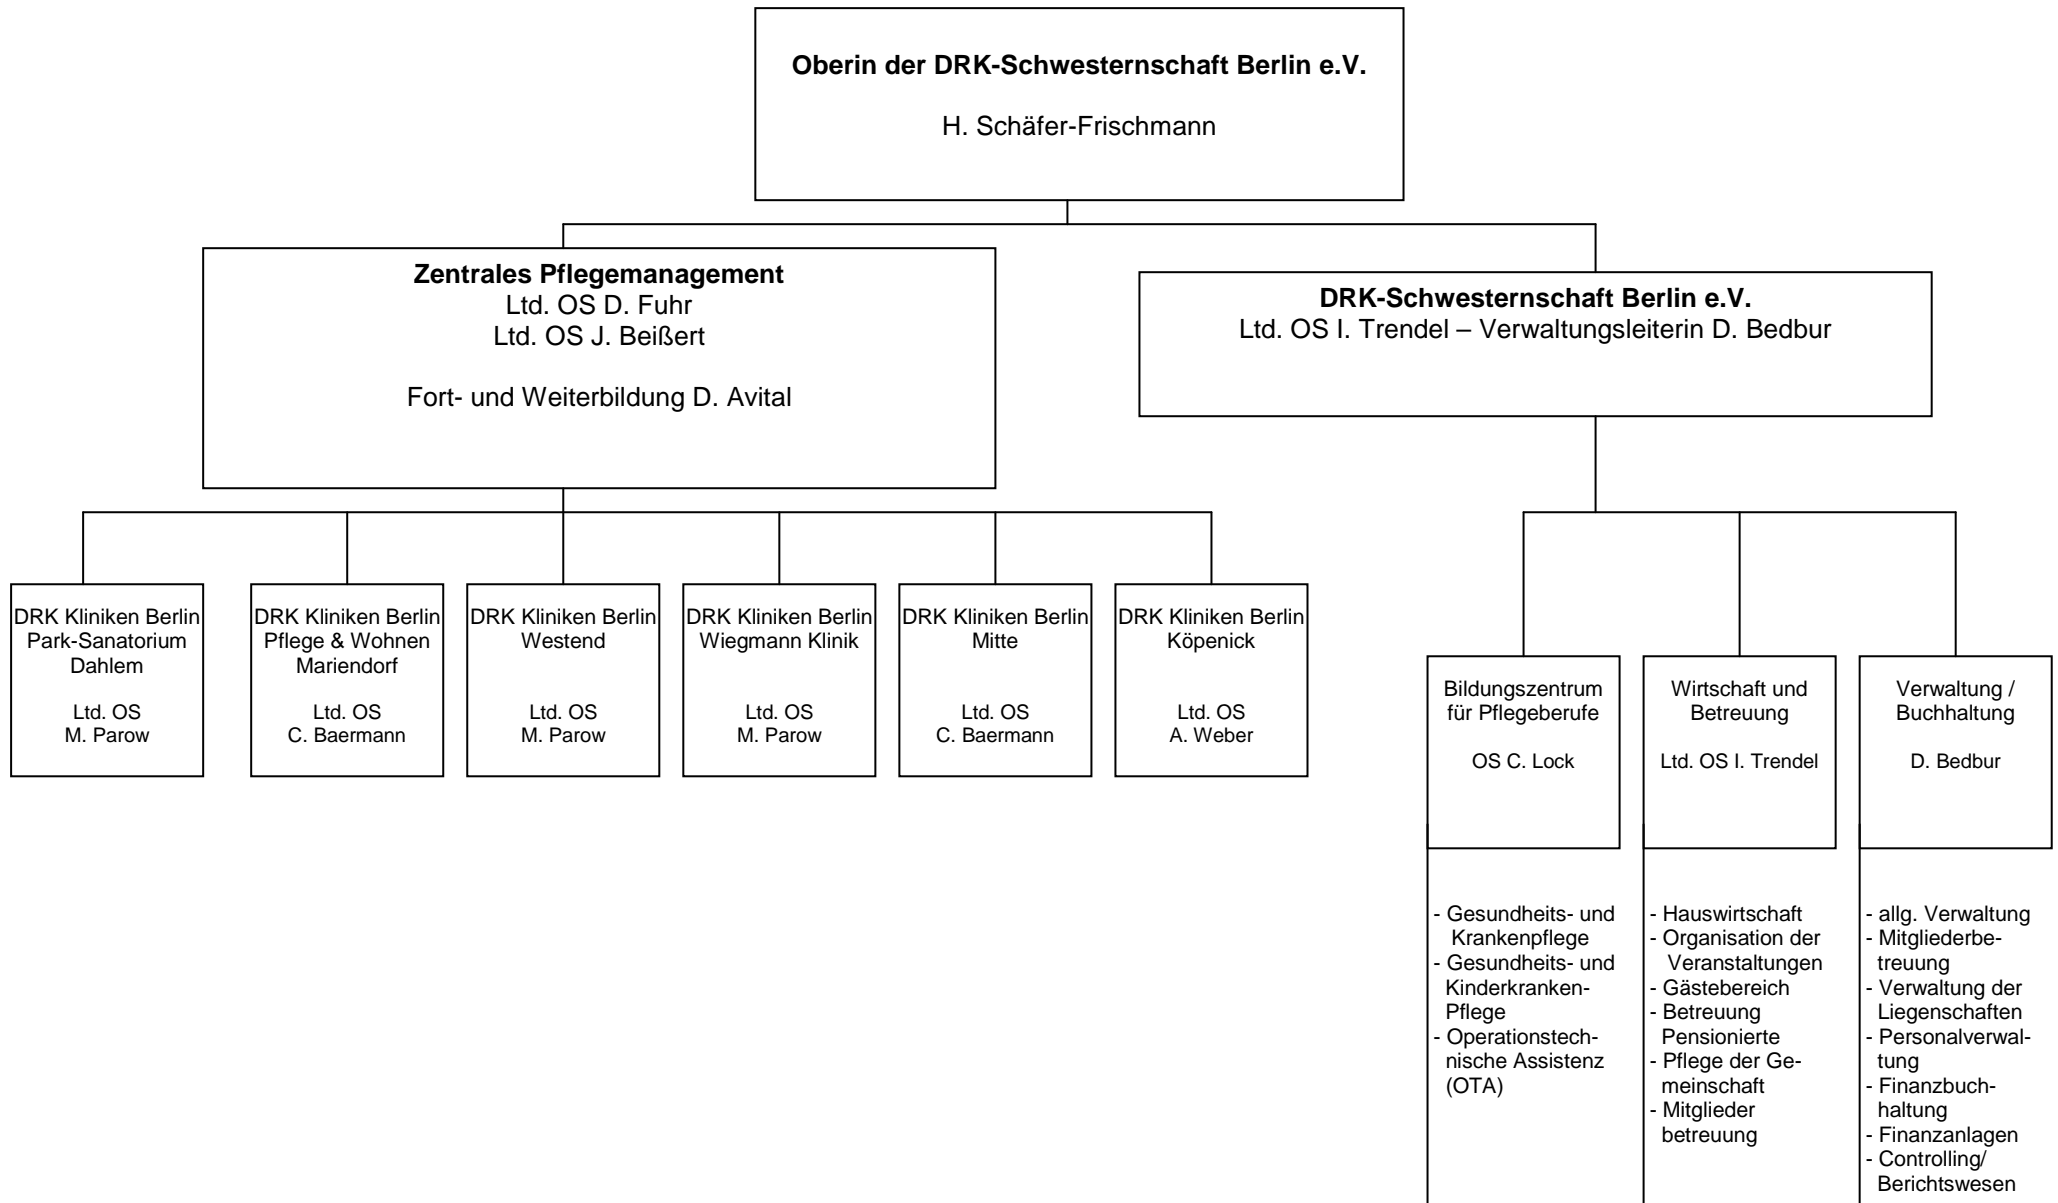 Oberin der DRK-Schwesternschaft Berlin e.V.
H. Schäfer-Frischmann
Zentrales Pflegemanagement
Ltd. OS D. Fuhr
Ltd. OS J. Beißert
Fort- und Weiterbildung D. Avital
DRK-Schwesternschaft Berlin e.V.
Ltd. OS I. Trendel – Verwaltungsleiterin D. Bedbur
DRK Kliniken Berlin
Park-Sanatorium
Dahlem
Ltd. OS
M. Parow
DRK Kliniken Berlin
Pflege & Wohnen
Mariendorf
Ltd. OS
C. Baermann
DRK Kliniken Berlin
Westend
Ltd. OS
M. Parow
DRK Kliniken Berlin
Wiegmann Klinik
Ltd. OS
M. Parow
DRK Kliniken Berlin
Mitte
Ltd. OS
C. Baermann
DRK Kliniken Berlin
Köpenick
Ltd. OS
A. Weber
Bildungszentrum
für Pflegeberufe
OS C. Lock
- Gesundheits- und
Krankenpflege
- Gesundheits- und
Kinderkranken-
Pflege
- Operationstech-
nische Assistenz
(OTA)
Wirtschaft und
Betreuung
Ltd. OS I. Trendel
- Hauswirtschaft
- Organisation der
Veranstaltungen
- Gästebereich
- Betreuung
Pensionierte
- Pflege der Ge-
meinschaft
- Mitglieder
betreuung
Verwaltung /
Buchhaltung
D. Bedbur
- allg. Verwaltung
- Mitgliederbe-
treuung
- Verwaltung der
Liegenschaften
- Personalverwal-
tung
- Finanzbuch-
haltung
- Finanzanlagen
- Controlling/
Berichtswesen